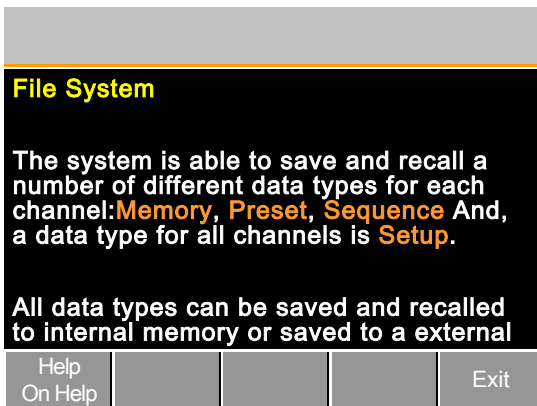 File System
The system is able to save and recall a
number of different data types for each
channel:Memory, Preset, Sequence And,
a data type for all channels is Setup.
All data types can be saved and recalled
to internal memory or saved to a external
Help
On Help
Exit